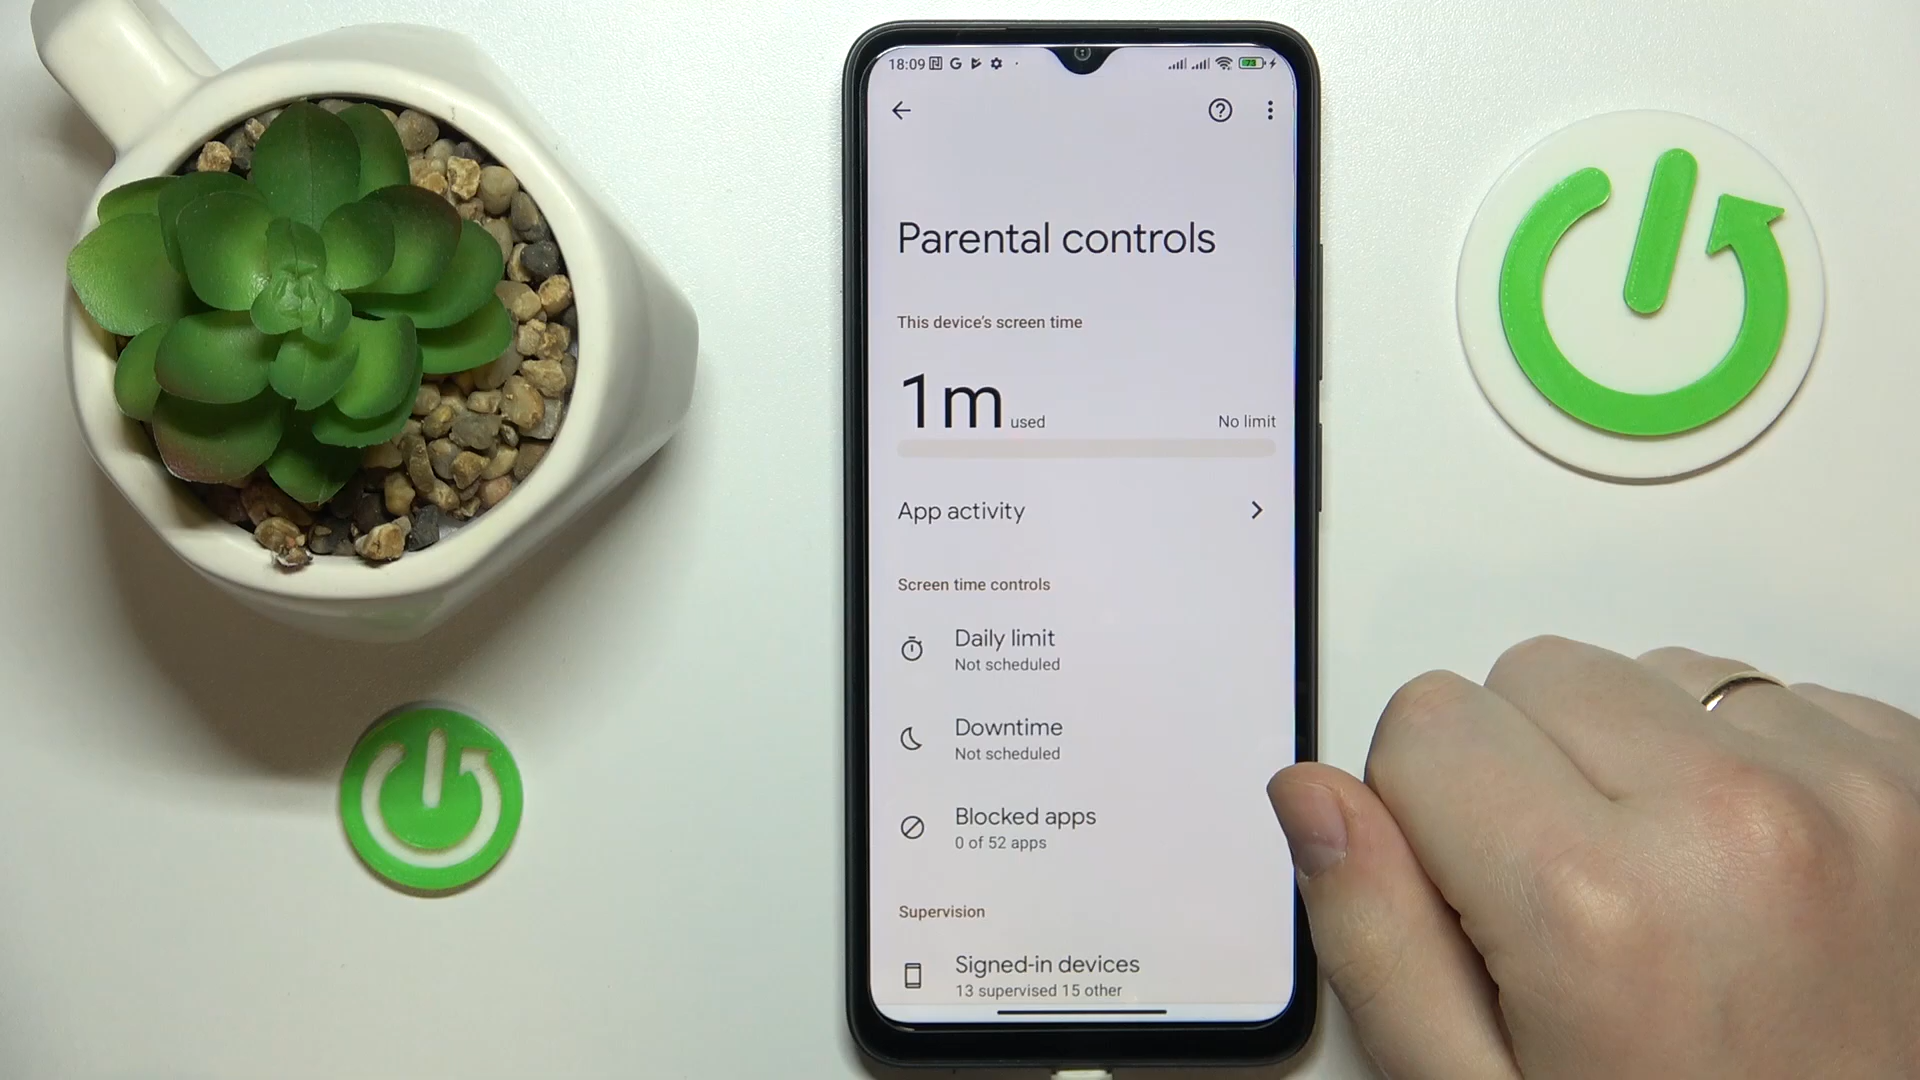 18:09
73
Parental controls
This device's screen time
1m used
No limit
App activity
Screen time controls
Daily limit
Not scheduled
Downtime
Not scheduled
Blocked apps
0 of 52 apps
Supervision
Signed-in devices
13 supervised 15 other